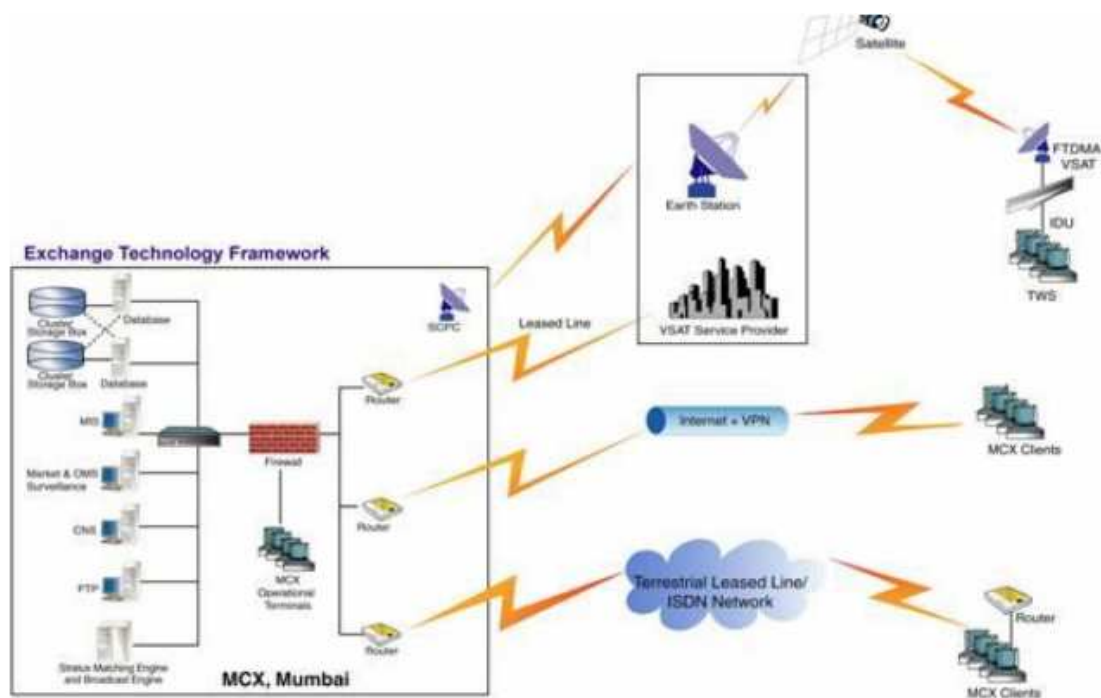 Satellite
FTDMA
VSAT
Earth Station
IDU
TWS
Exchange Technology Framework
SCPC
Leased Line
VSAT Service Provider
Cluster
Storage Box
Database
Cluster
Storage Box
Database
Router
MIS
Firewall
Internet + VPN
MCX Clients
Market & OMS
Surveillance
Router
CNS
MCX
Operational
Terminals
FTP
Terrestrial Leased Line/
ISDN Network
Router
Router
Stratus Matching Engine
and Broadcast Engine
MCX, Mumbai
MCX Clients